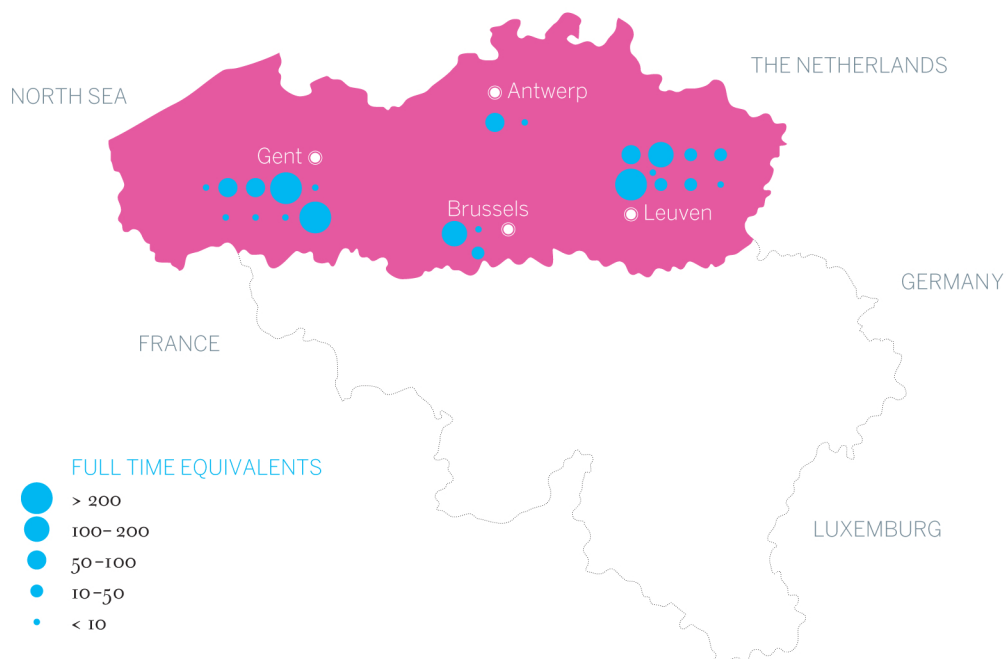 THE NETHERLANDS
NORTH SEA
Antwerp
Gent
Brussels
Leuven
GERMANY
FRANCE
FULL TIME EQUIVALENTS
> 200
100–200
50–100
10–50
< 10
LUXEMBURG